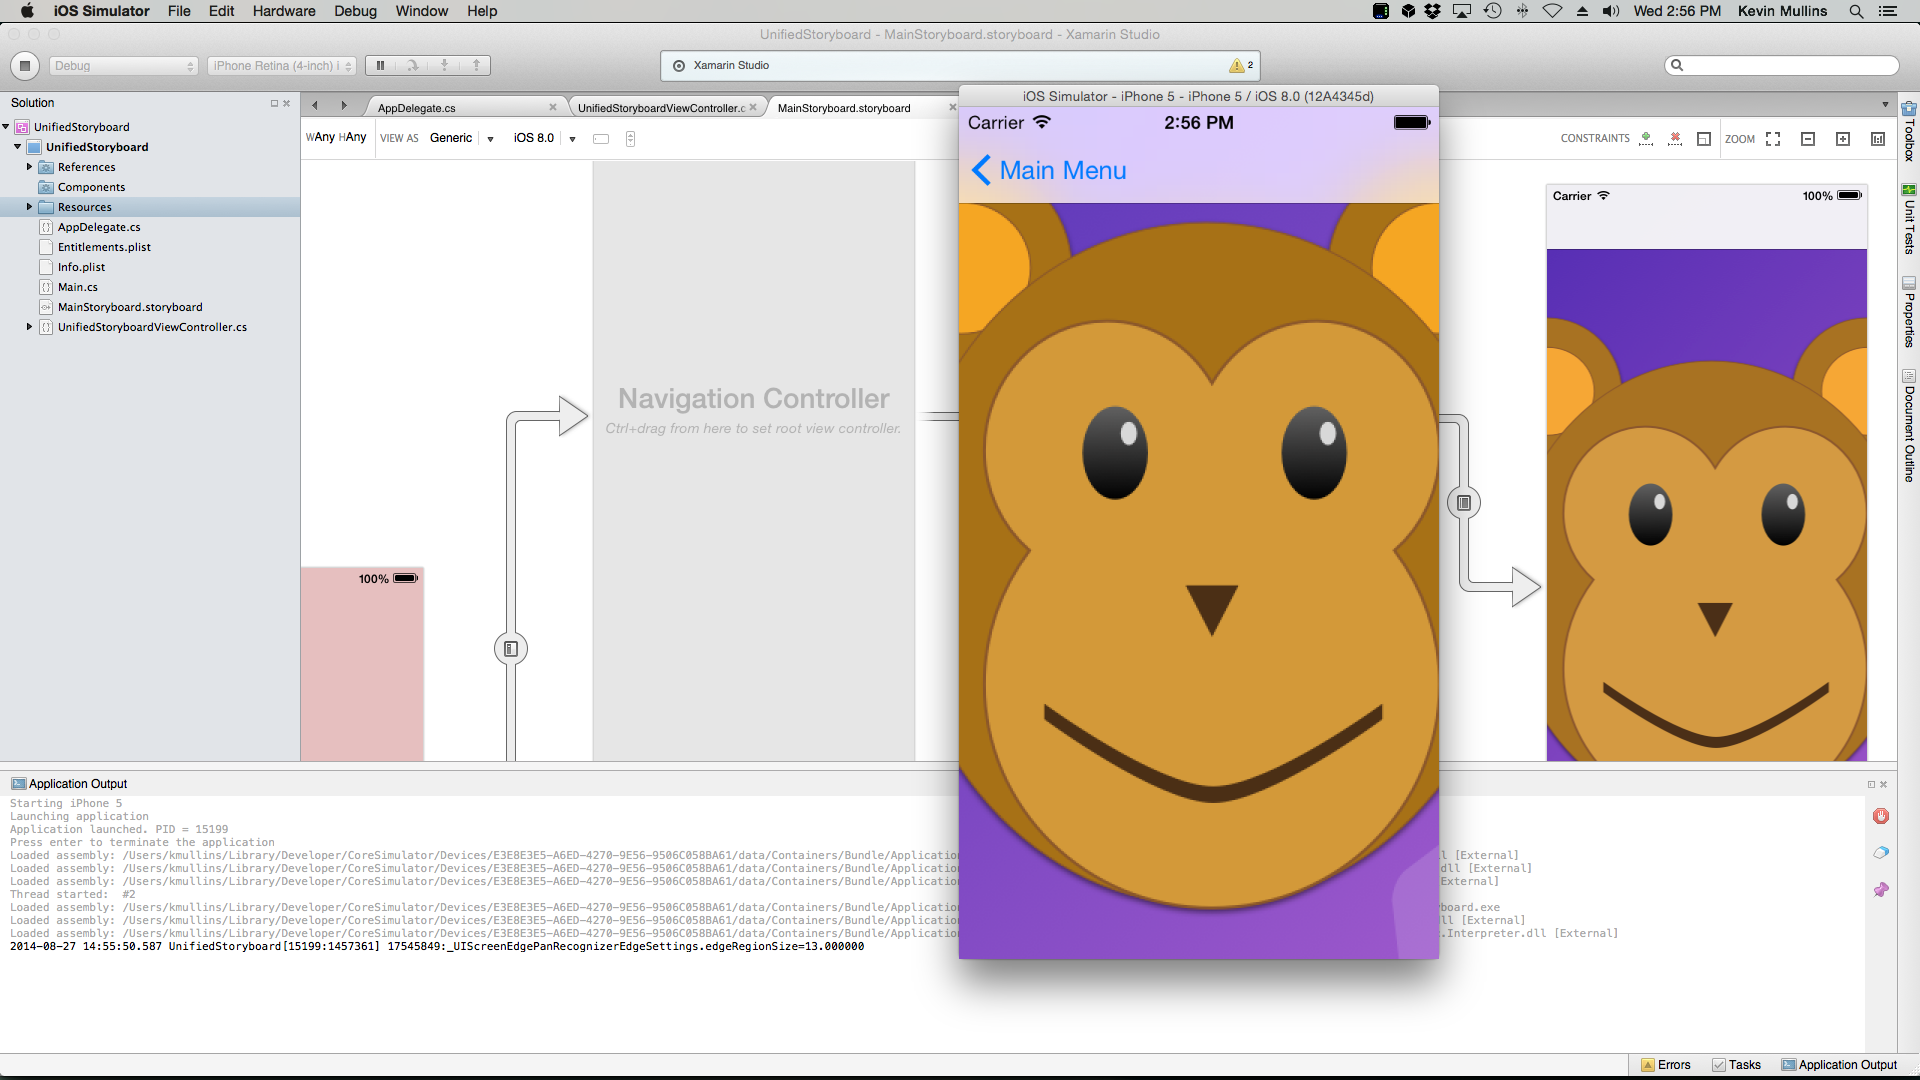 iOS Simulator File Edit Hardware Debug Window Help Wed 2:56 PM Kevin Mullins
UnifiedStoryboard - MainStoryboard.storyboard - Xamarin Studio
Debug
iPhone Retina (4-inch) i
Xamarin Studio
2
Solution
UnifiedStoryboard
UnifiedStoryboard
References
Components
Resources
AppDelegate.cs
Entitlements.plist
Info.plist
Main.cs
MainStoryboard.storyboard
UnifiedStoryboardViewController.cs
AppDelegate.cs
UnifiedStoryboardViewController.c
MainStoryboard.storyboard
wAny hAny VIEW AS Generic iOS 8.0
CONSTRAINTS ZOOM
Navigation Controller
Ctrl+drag from here to set root view controller.
100%
iOS Simulator - iPhone 5 - iPhone 5 / iOS 8.0 (12A4345d)
Carrier 2:56 PM
Main Menu
Carrier 100%
Toolbox
Unit Tests
Properties
Document Outline
Application Output
Starting iPhone 5
Launching application
Application launched. PID = 15199
Press enter to terminate the application
Loaded assembly: /Users/kmullins/Library/Developer/CoreSimulator/Devices/E3E8E3E5-A6ED-4270-9E56-9506C058BA61/data/Containers/Bundle/Application ll [External]
Loaded assembly: /Users/kmullins/Library/Developer/CoreSimulator/Devices/E3E8E3E5-A6ED-4270-9E56-9506C058BA61/data/Containers/Bundle/Application dll [External]
Loaded assembly: /Users/kmullins/Library/Developer/CoreSimulator/Devices/E3E8E3E5-A6ED-4270-9E56-9506C058BA61/data/Containers/Bundle/Application External]
Thread started: #2
Loaded assembly: /Users/kmullins/Library/Developer/CoreSimulator/Devices/E3E8E3E5-A6ED-4270-9E56-9506C058BA61/data/Containers/Bundle/Application yboard.exe
Loaded assembly: /Users/kmullins/Library/Developer/CoreSimulator/Devices/E3E8E3E5-A6ED-4270-9E56-9506C058BA61/data/Containers/Bundle/Application ll [External]
Loaded assembly: /Users/kmullins/Library/Developer/CoreSimulator/Devices/E3E8E3E5-A6ED-4270-9E56-9506C058BA61/data/Containers/Bundle/Application .Interpreter.dll [External]
2014-08-27 14:55:50.587 UnifiedStoryboard[15199:1457361] 17545849:_UIScreenEdgePanRecognizerEdgeSettings.edgeRegionSize=13.000000
Errors Tasks Application Output